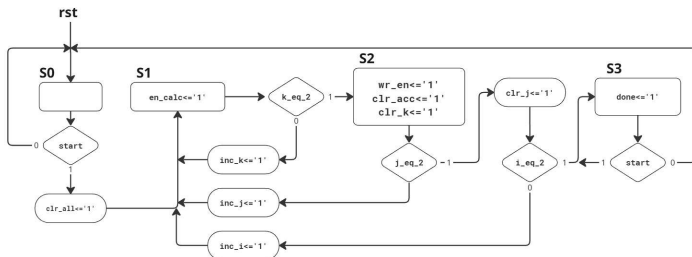 rst
S0
S1
S2
S3
en_calc<='1'
k_eq_2
1
0
wr_en<='1'
clr_acc<='1'
clr_k<='1'
clr_j<='1'
done<='1'
0
start
1
inc_k<='1'
j_eq_2
1
i_eq_2
1
0
1
start
0
clr_all<='1'
inc_j<='1'
inc_i<='1'